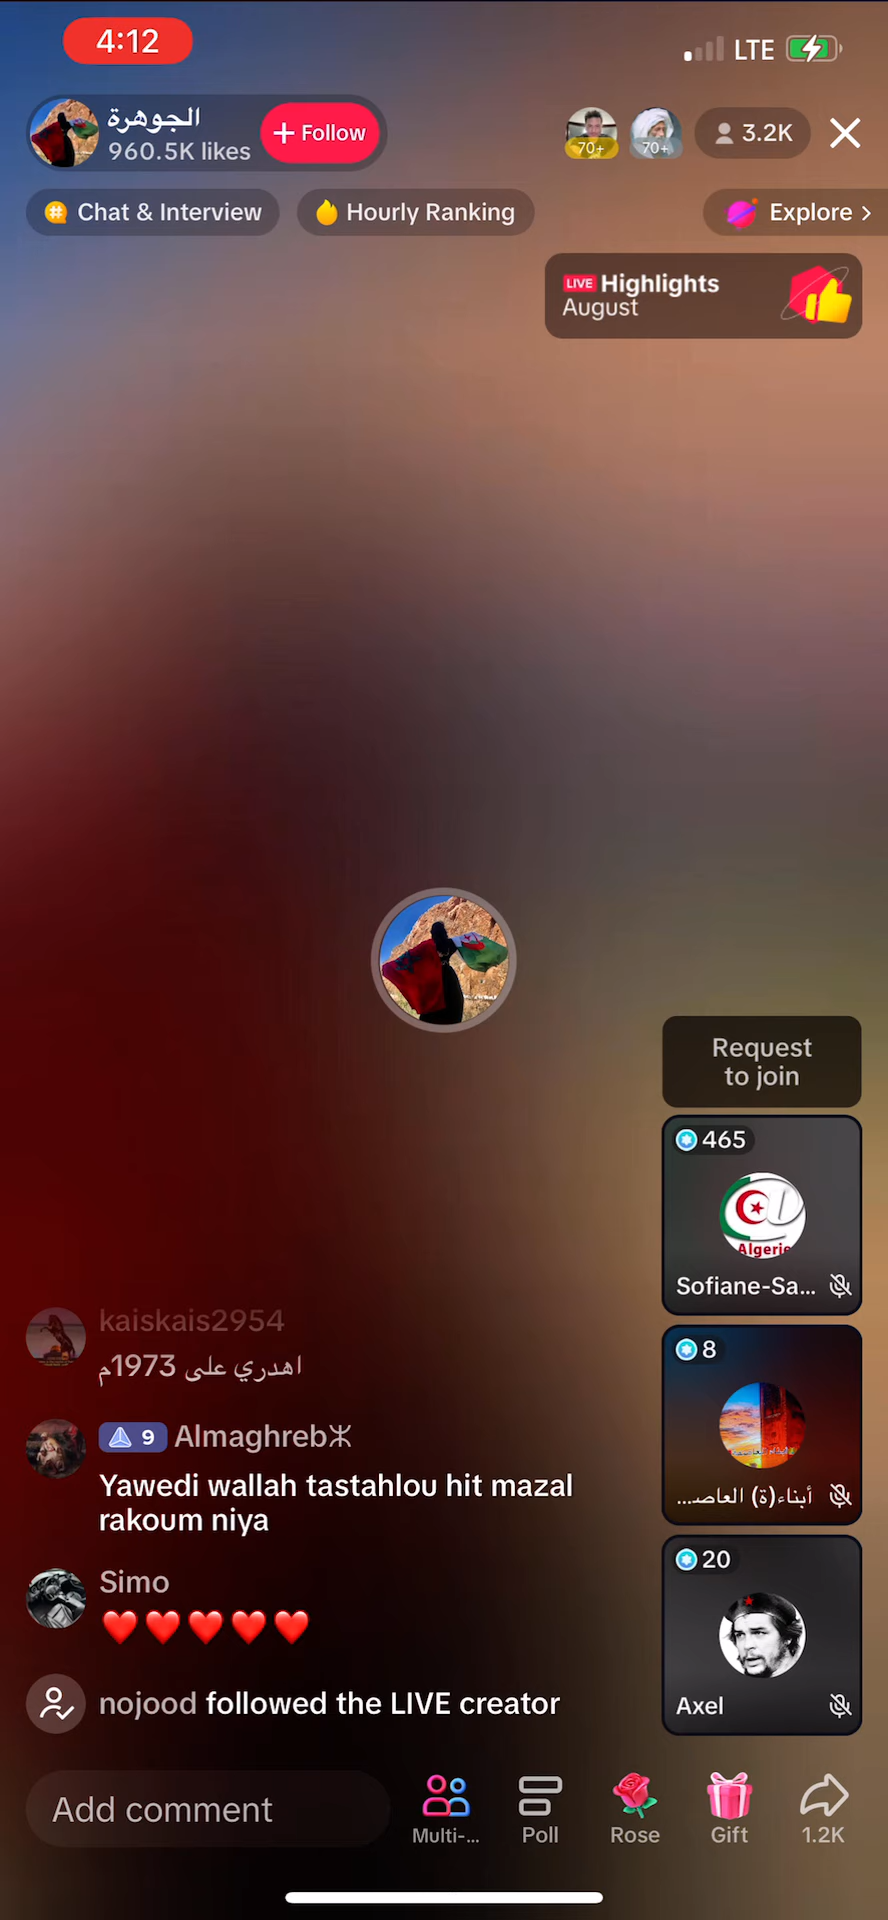 4:12
LTE
الجوهرة
960.5K likes
+ Follow
70+
70+
3.2K
Chat & Interview
Hourly Ranking
Explore >
LIVE Highlights
August
Request
to join
465
Algerie
Sofiane-Sa...
8
أبناء(ة) العاصـ...
20
Axel
kaiskais2954
اهدري على 1973م
9 Almaghrebⵣ
Yawedi wallah tastahlou hit mazal
rakoum niya
Simo
❤️❤️❤️❤️❤️
nojood followed the LIVE creator
Add comment
Multi-...
Poll
Rose
Gift
1.2K